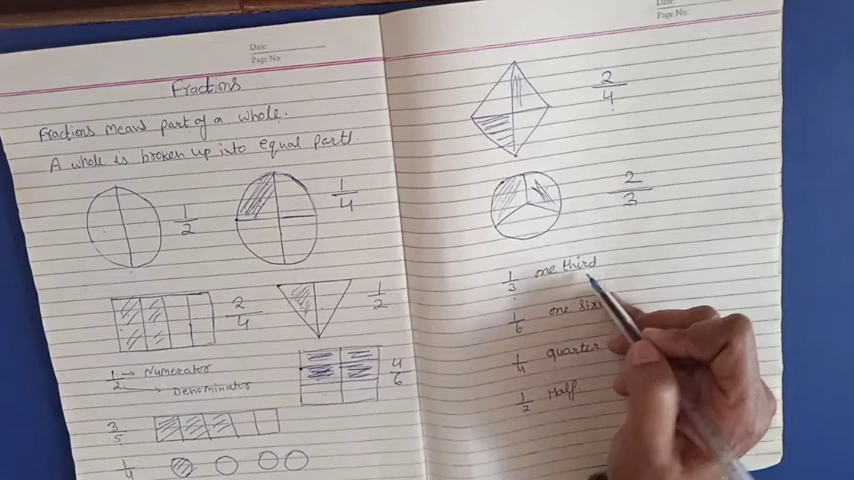 Date:
Page No.
Fractions
Fractions means part of a whole.
A whole is broken up into equal parts.
1/2
1/4
2/4
1/2
1/2 → Numerator
→ Denominator
4/6
3/5
1/4
Date:
Page No.
2/4
2/3
1/3 one third
1/6 one
1/4 quarter
1/2 Half